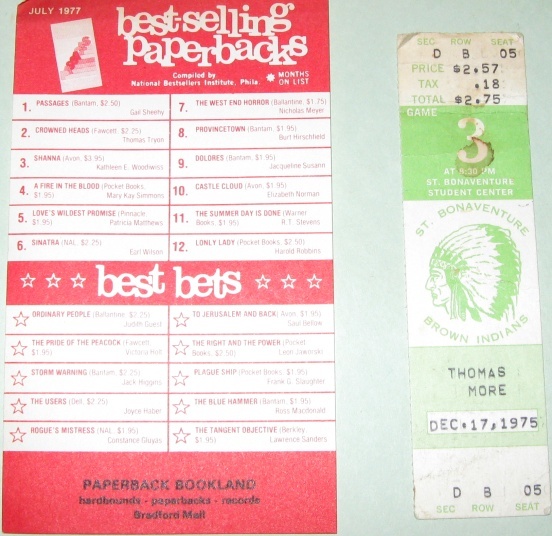 JULY 1977
best-selling
paperbacks
Compiled by
National Bestsellers Institute, Phila.
* MONTHS
ON LIST
1. PASSAGES (Bantam, $2.50)
Gail Sheehy
2. CROWNED HEADS (Fawcett, $2.25)
Thomas Tryon
3. SHANNA (Avon, $3.95)
Kathleen E. Woodwiss
4. A FIRE IN THE BLOOD (Pocket Books,
$1.95) Mary Kay Simmons
5. LOVE'S WILDEST PROMISE (Pinnacle,
$1.95) Patricia Matthews
6. SINATRA (NAL, $2.25)
Earl Wilson
7. THE WEST END HORROR (Ballantine, $1.75)
Nicholas Meyer
8. PROVINCETOWN (Bantam, $1.95)
Burt Hirschfield
9. DOLORES (Bantam, $1.95)
Jacqueline Susann
10. CASTLE CLOUD (Avon, $1.95)
Elizabeth Norman
11. THE SUMMER DAY IS DONE (Warner
Books, $1.95) R.T. Stevens
12. LONLY LADY (Pocket Books, $2.50)
Harold Robbins
best bets
ORDINARY PEOPLE (Ballantine, $2.25)
Judith Guest
THE PRIDE OF THE PEACOCK (Fawcett
$1.95) Victoria Holt
STORM WARNING (Bantam, $2.25)
Jack Higgins
THE USERS (Dell, $2.25)
Joyce Haber
ROGUE'S MISTRESS (NAL, $1.95)
Constance Gluyas
TO JERUSALEM AND BACK( Avon, $1.95)
Saul Bellow
THE RIGHT AND THE POWER (Pocket
Books, $2.50) Leon Jaworski
PLAGUE SHIP (Pocket Books, $1.95)
Frank G. Slaughter
THE BLUE HAMMER (Bantam, $1.95)
Ross Macdonald
THE TANGENT OBJECTIVE (Berkley,
$1.95) Lawrence Sanders
PAPERBACK BOOKLAND
hardbounds - paperbacks - records
Bradford Mall
SEC ROW SEAT
D B 05
PRICE $2.57
TAX .18
TOTAL $2.75
GAME
3
AT 8:30 PM
ST. BONAVENTURE
STUDENT CENTER
ST. BONAVENTURE
BROWN INDIANS
THOMAS
MORE
DEC.17,1975
D B 05
SEC ROW SEAT